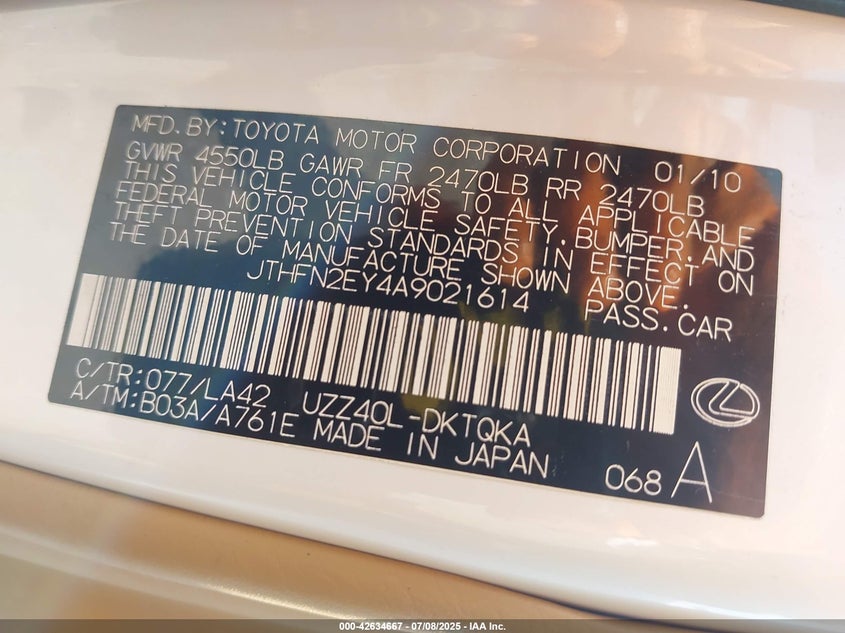 MFD. BY: TOYOTA MOTOR CORPORATION 01/10
GVWR 4550LB GAWR FR 2470LB RR 2470LB
THIS VEHICLE CONFORMS TO ALL APPLICABLE
FEDERAL MOTOR VEHICLE SAFETY, BUMPER, AND
THEFT PREVENTION STANDARDS IN EFFECT ON
THE DATE OF MANUFACTURE SHOWN ABOVE.
JTHFN2EY4A9021614 PASS. CAR
C/TR: 077/LA42 UZZ40L-DKTQKA
A/TM: B03A/A761E MADE IN JAPAN 068 A
000-42634667 - 07/08/2025 - IAA Inc.